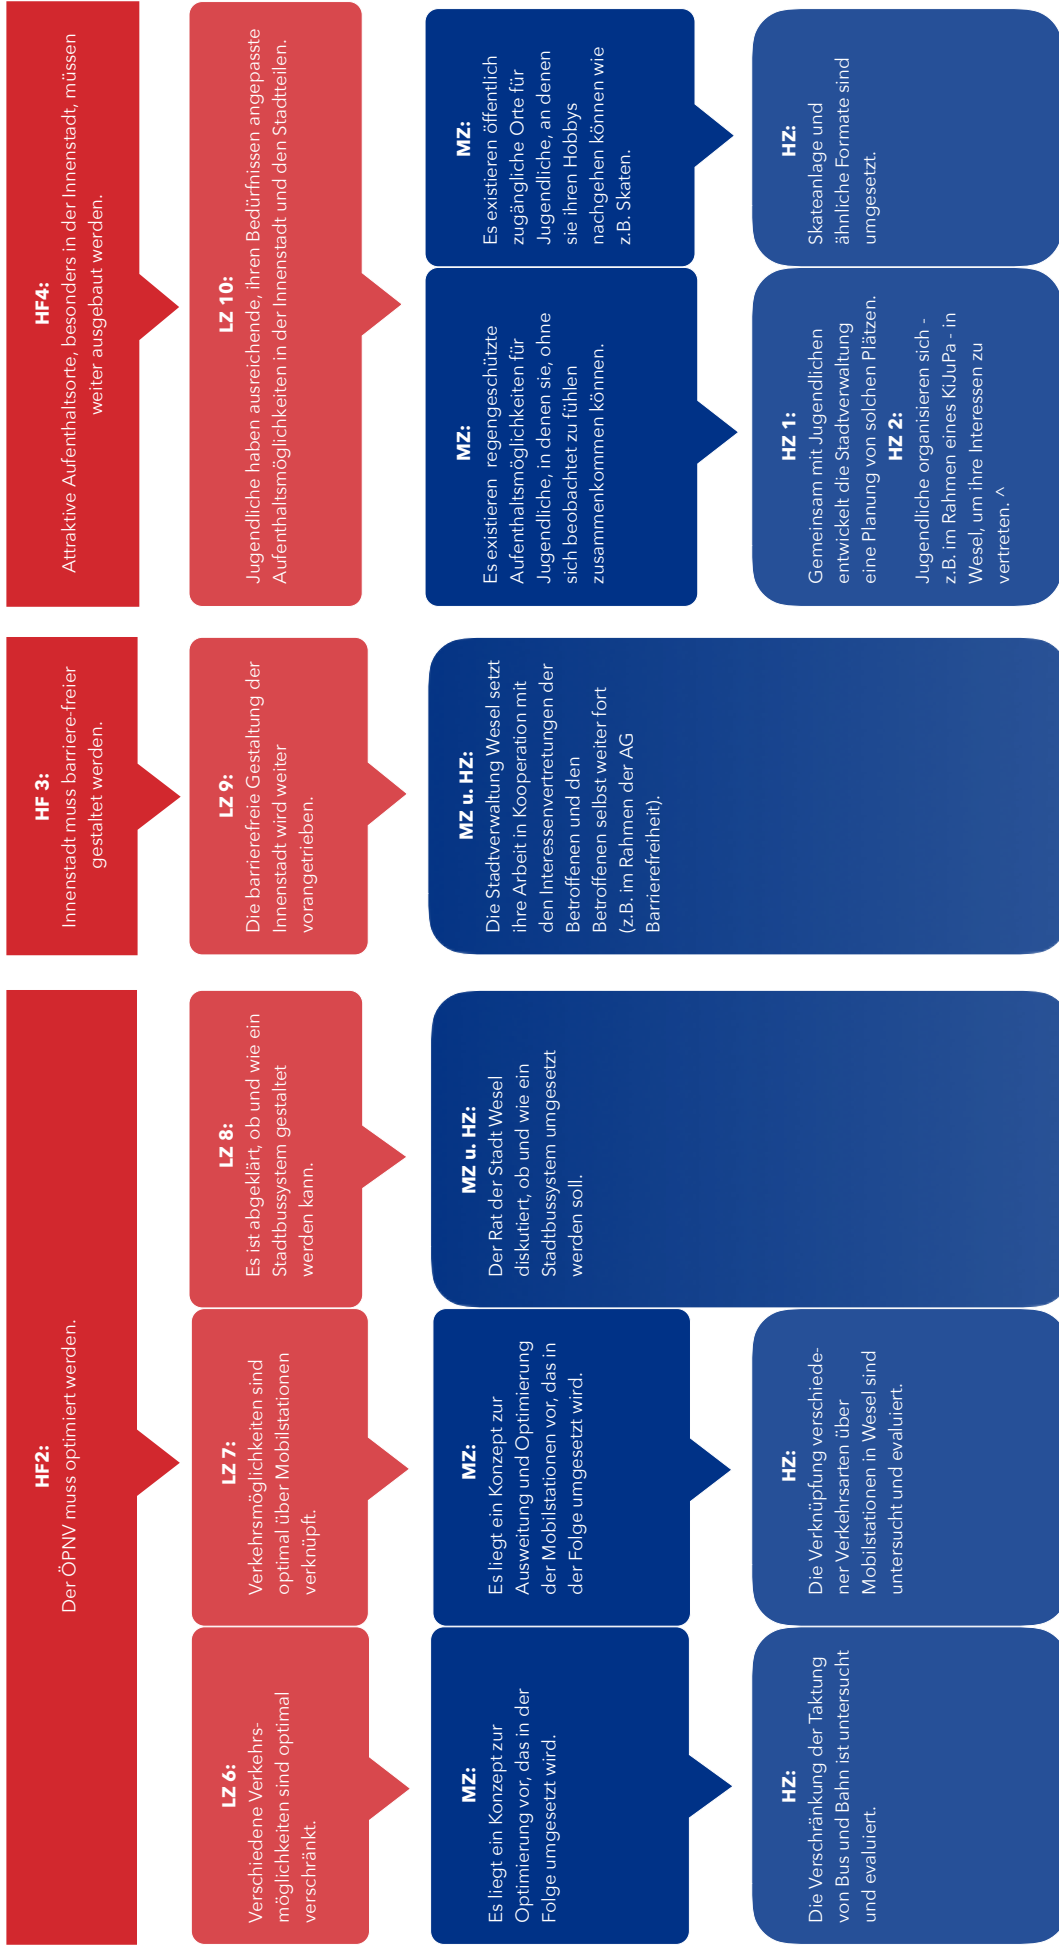 HF2:
Der ÖPNV muss optimiert werden.
LZ 6:
Verschiedene Verkehrs-
möglichkeiten sind optimal
verschränkt.
MZ:
Es liegt ein Konzept zur
Optimierung vor, das in der
Folge umgesetzt wird.
HZ:
Die Verschränkung der Taktung
von Bus und Bahn ist untersucht
und evaluiert.
LZ 7:
Verkehrsmöglichkeiten sind
optimal über Mobilstationen
verknüpft.
MZ:
Es liegt ein Konzept zur
Ausweitung und Optimierung
der Mobilstationen vor, das in
der Folge umgesetzt wird.
HZ:
Die Verknüpfung verschiede-
ner Verkehrsarten über
Mobilstationen in Wesel sind
untersucht und evaluiert.
LZ 8:
Es ist abgeklärt, ob und wie ein
Stadtbussystem gestaltet
werden kann.
MZ u. HZ:
Der Rat der Stadt Wesel
diskutiert, ob und wie ein
Stadtbussystem umgesetzt
werden soll.
HF 3:
Innenstadt muss barriere-freier
gestaltet werden.
LZ 9:
Die barrierefreie Gestaltung der
Innenstadt wird weiter
vorangetrieben.
MZ u. HZ:
Die Stadtverwaltung Wesel setzt
ihre Arbeit in Kooperation mit
den Interessenvertretungen der
Betroffenen und den
Betroffenen selbst weiter fort
(z.B. im Rahmen der AG
Barrierefreiheit).
HF4:
Attraktive Aufenthaltsorte, besonders in der Innenstadt, müssen
weiter ausgebaut werden.
LZ 10:
Jugendliche haben ausreichende, ihren Bedürfnissen angepasste
Aufenthaltsmöglichkeiten in der Innenstadt und den Stadtteilen.
MZ:
Es existieren regengeschützte
Aufenthaltsmöglichkeiten für
Jugendliche, in denen sie, ohne
sich beobachtet zu fühlen
zusammenkommen können.
HZ 1:
Gemeinsam mit Jugendlichen
entwickelt die Stadtverwaltung
eine Planung von solchen Plätzen.
HZ 2:
Jugendliche organisieren sich -
z.B. im Rahmen eines KiJuPa - in
Wesel, um ihre Interessen zu
vertreten. ^
MZ:
Es existieren öffentlich
zugängliche Orte für
Jugendliche, an denen
sie ihren Hobbys
nachgehen können wie
z.B. Skaten.
HZ:
Skateanlage und
ähnliche Formate sind
umgesetzt.